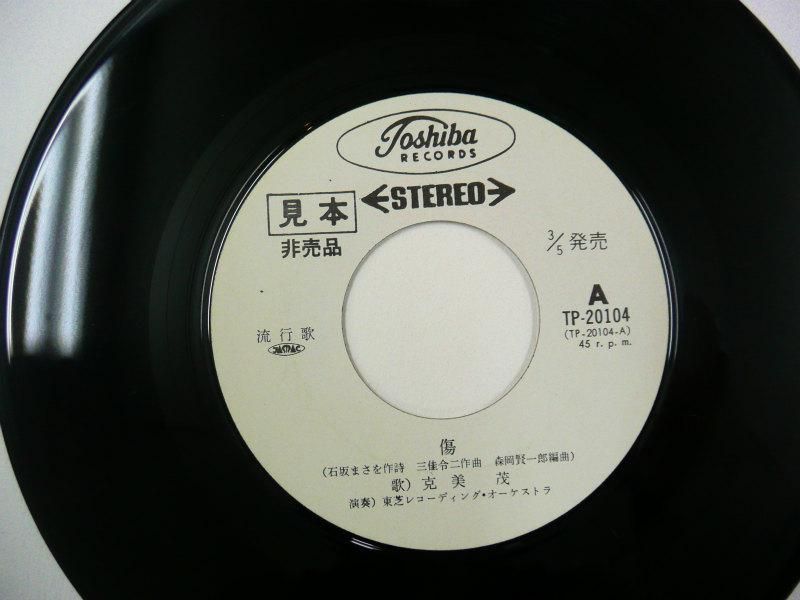 Toshiba
RECORDS
STEREO
見本
非売品
3/5 発売
A
TP-20104
(TP-20104-A)
45 r. p. m.
流行歌
JASRAC
傷
(石坂まさを作詩 三佳令二作曲 森岡賢一郎編曲)
歌) 克美 茂
演奏) 東芝レコーディング・オーケストラ